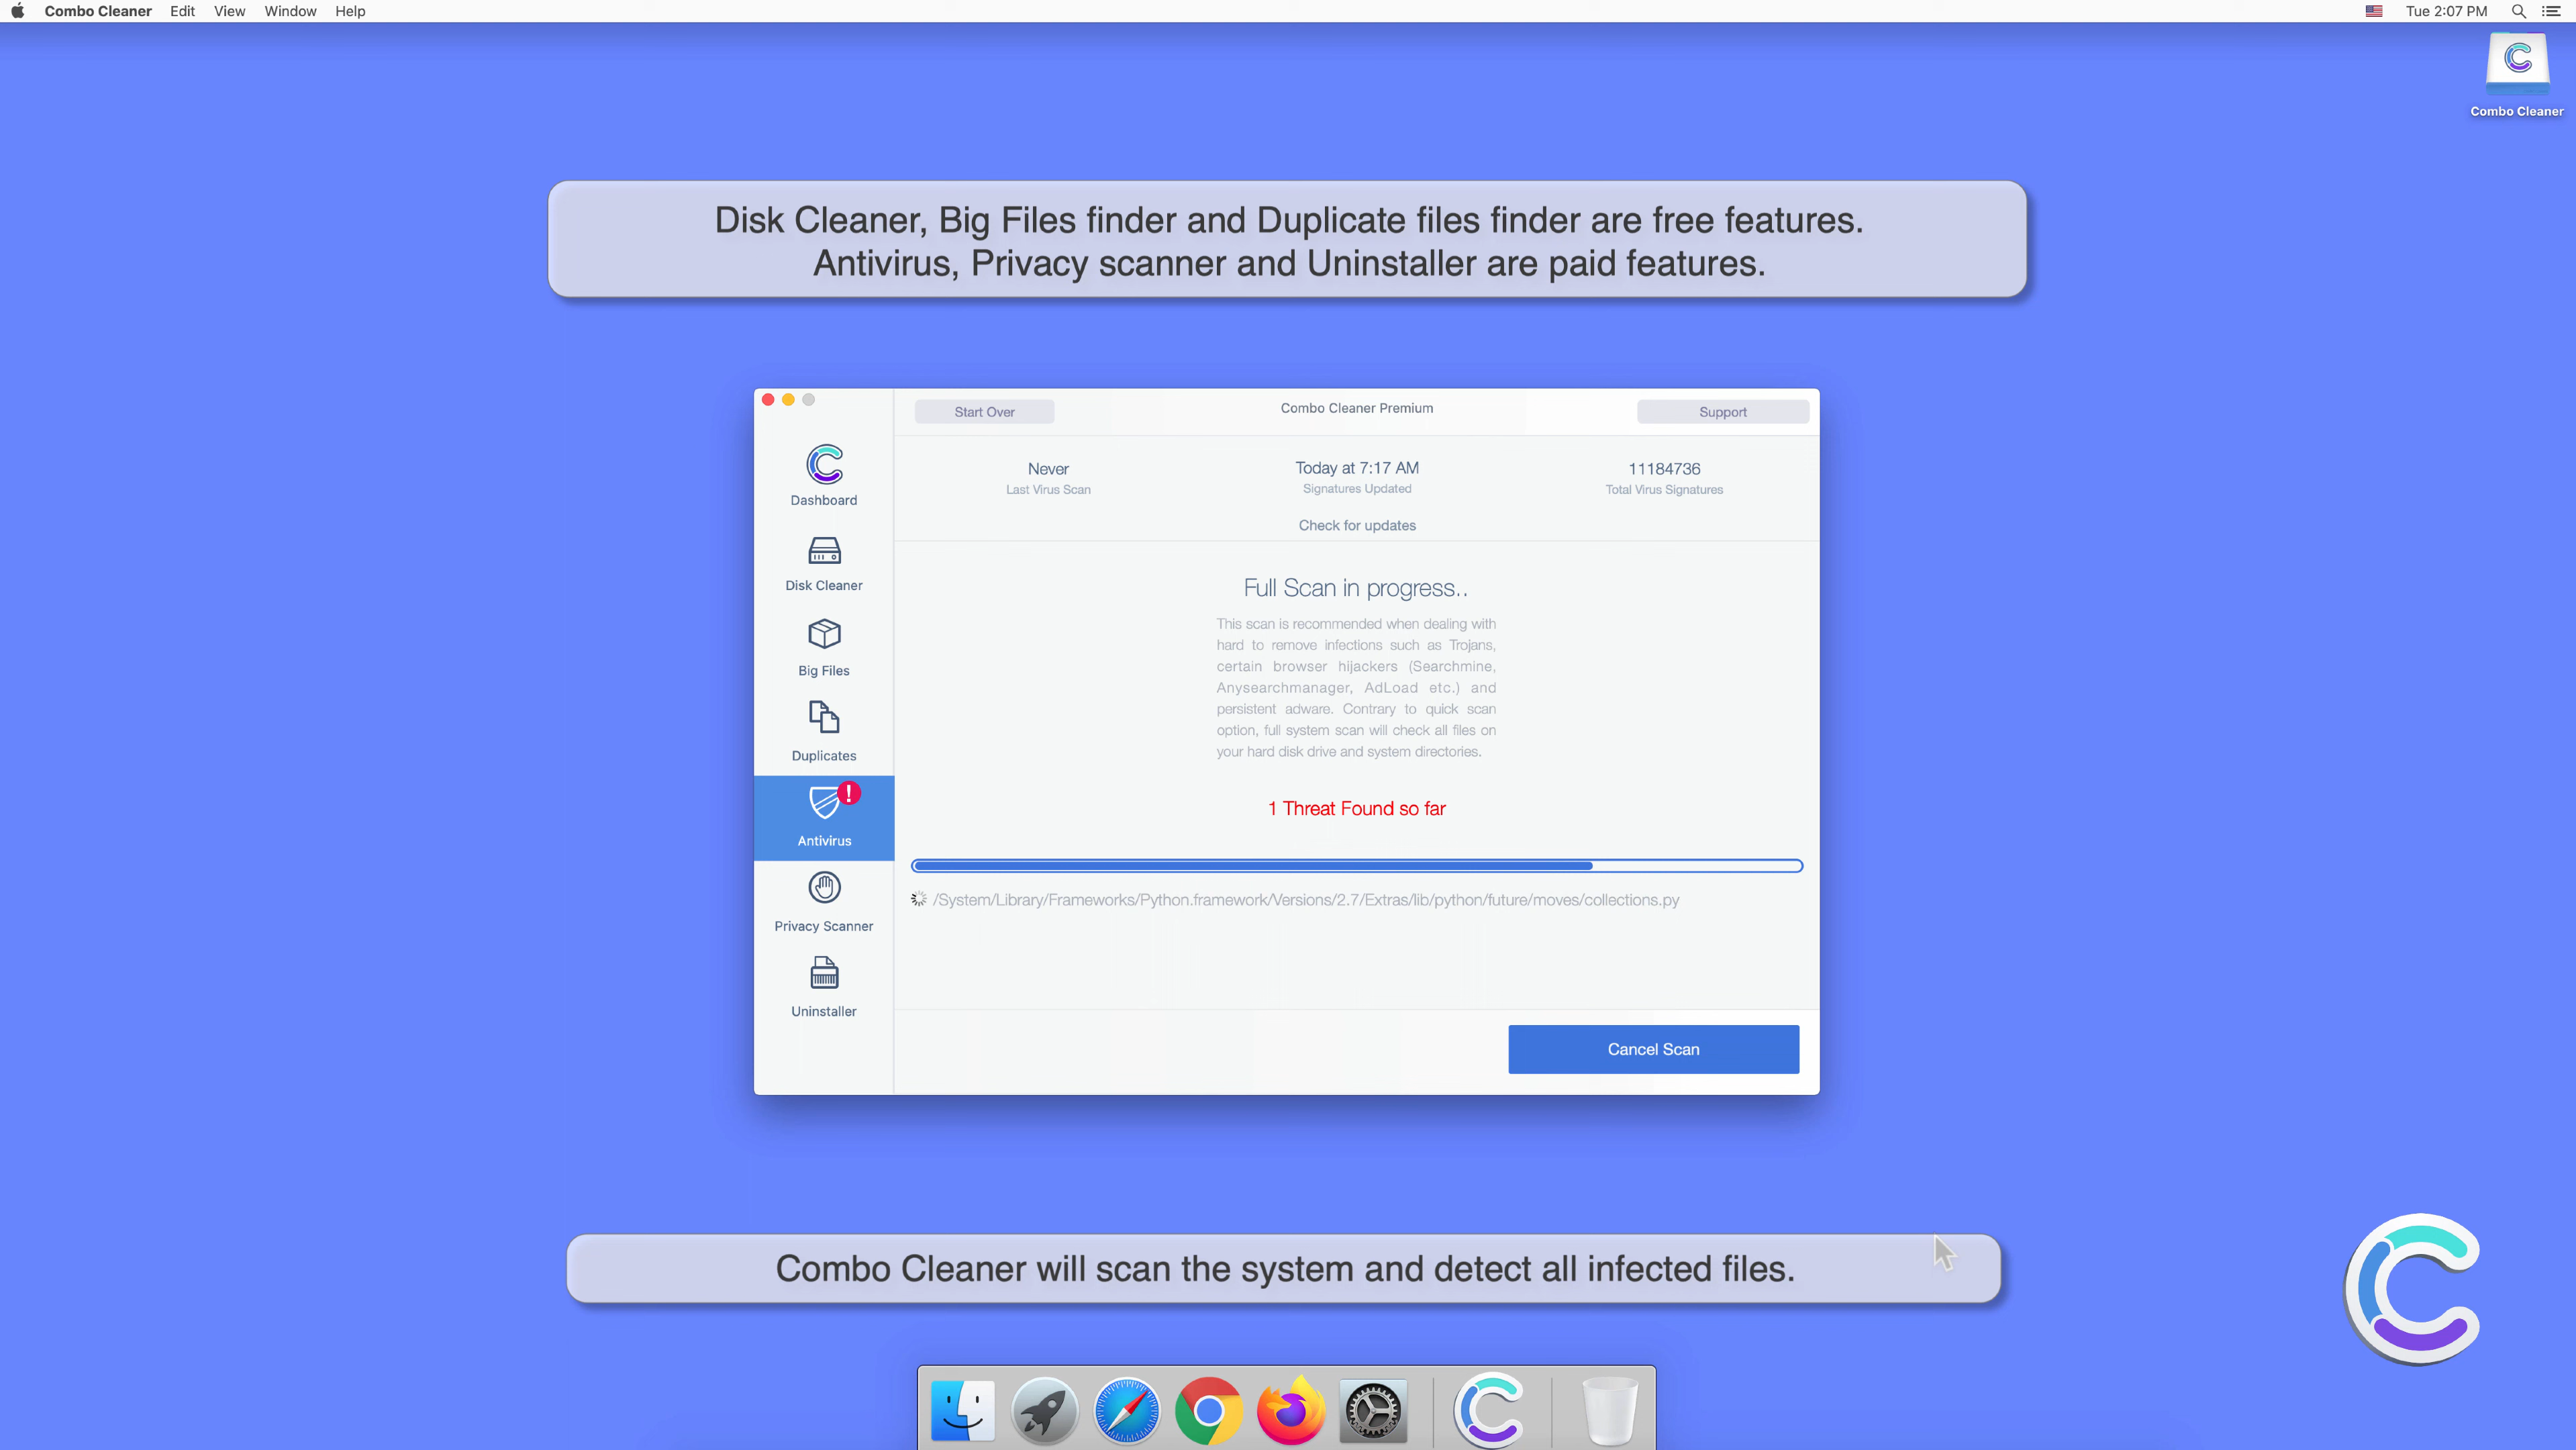 Combo Cleaner Edit View Window Help
Tue 2:07 PM
Combo Cleaner
Disk Cleaner, Big Files finder and Duplicate files finder are free features.
Antivirus, Privacy scanner and Uninstaller are paid features.
Start Over
Combo Cleaner Premium
Support
Dashboard
Disk Cleaner
Big Files
Duplicates
Antivirus
Privacy Scanner
Uninstaller
Never
Last Virus Scan
Today at 7:17 AM
Signatures Updated
11184736
Total Virus Signatures
Check for updates
Full Scan in progress..
This scan is recommended when dealing with
hard to remove infections such as Trojans,
certain browser hijackers (Searchmine,
Anysearchmanager, AdLoad etc.) and
persistent adware. Contrary to quick scan
option, full system scan will check all files on
your hard disk drive and system directories.
1 Threat Found so far
/System/Library/Frameworks/Python.framework/Versions/2.7/Extras/lib/python/future/moves/collections.py
Cancel Scan
Combo Cleaner will scan the system and detect all infected files.